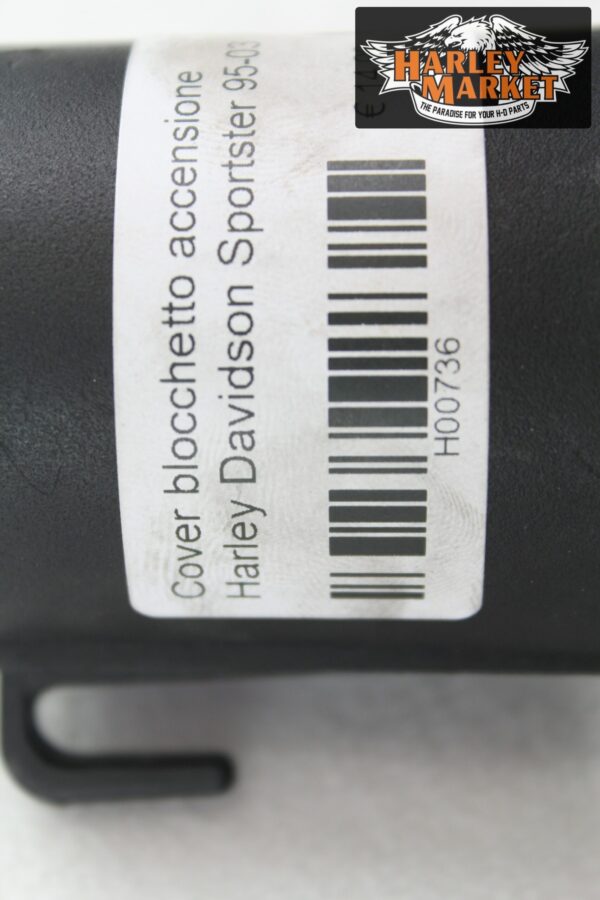 HARLEY
MARKET
THE PARADISE FOR YOUR H-D PARTS
Cover blocchetto accensione
Harley Davidson Sportster 95-03
H00736